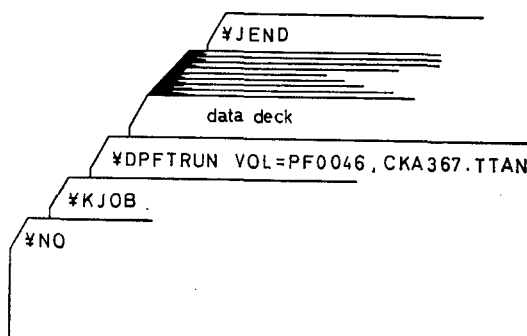 ¥JEND
data deck
¥DPFTRUN VOL=PF0046,CKA367.TTAN
¥KJOB
¥NO